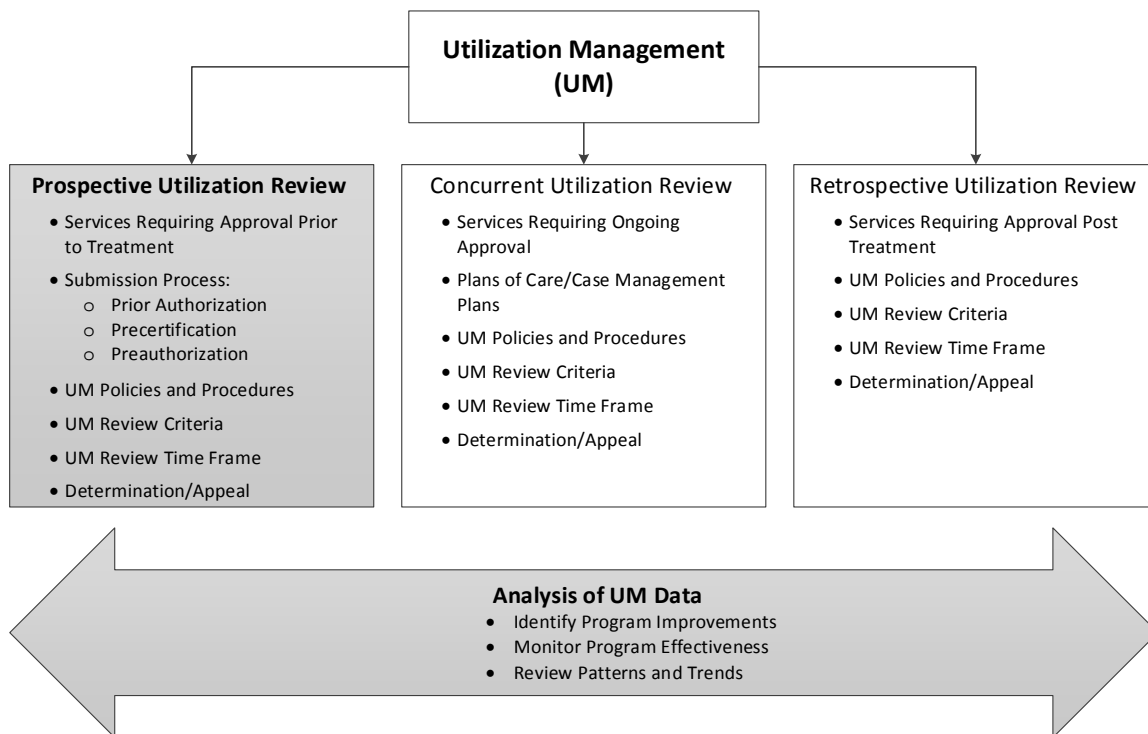 Utilization Management
(UM)
Prospective Utilization Review
• Services Requiring Approval Prior
to Treatment
• Submission Process:
o Prior Authorization
o Precertification
o Preauthorization
• UM Policies and Procedures
• UM Review Criteria
• UM Review Time Frame
• Determination/Appeal
Concurrent Utilization Review
• Services Requiring Ongoing
Approval
• Plans of Care/Case Management
Plans
• UM Policies and Procedures
• UM Review Criteria
• UM Review Time Frame
• Determination/Appeal
Retrospective Utilization Review
• Services Requiring Approval Post
Treatment
• UM Policies and Procedures
• UM Review Criteria
• UM Review Time Frame
• Determination/Appeal
Analysis of UM Data
• Identify Program Improvements
• Monitor Program Effectiveness
• Review Patterns and Trends